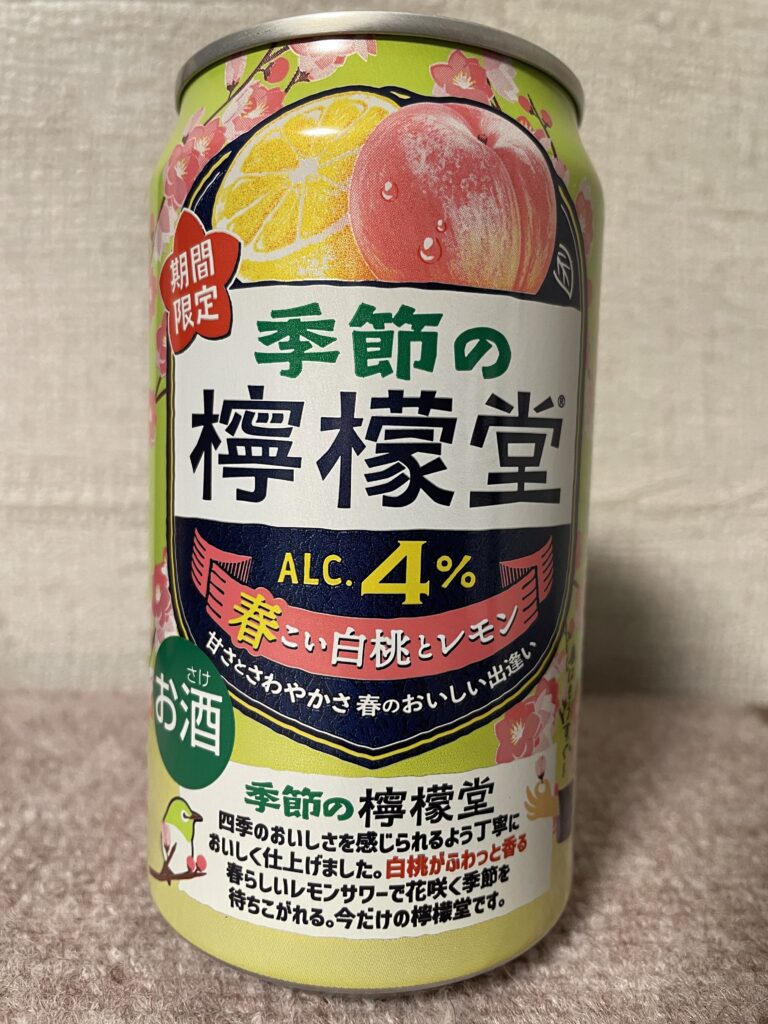 期間
限定
季節の
檸檬堂®
ALC. 4%
春こい白桃とレモン
甘さとさわやかさ 春のおいしい出逢い
さけ
お酒
季節の檸檬堂
四季のおいしさを感じられるよう丁寧に
おいしく仕上げました。白桃がふわっと香る
春らしいレモンサワーで花咲く季節を
待ちこがれる。今だけの檸檬堂です。